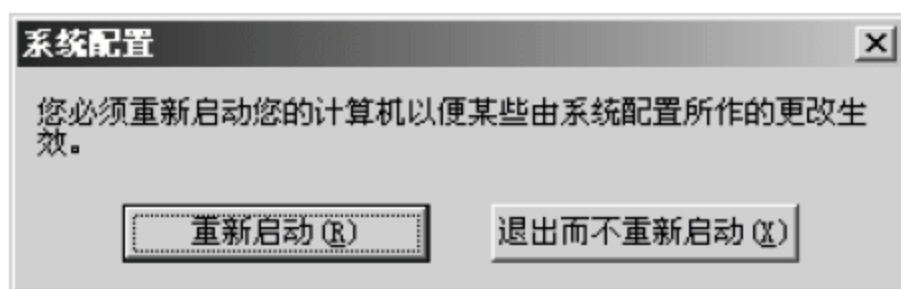 系统配置
您必须重新启动您的计算机以便某些由系统配置所作的更改生
效。
重新启动(R) 退出而不重新启动(X)